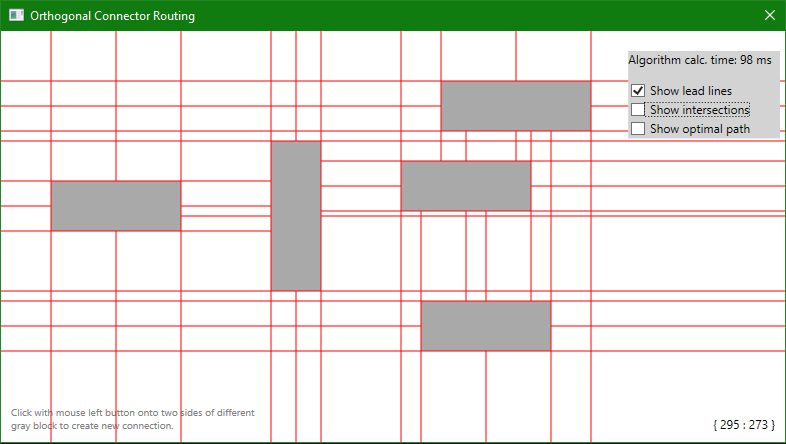 Orthogonal Connector Routing
Algorithm calc. time: 98 ms
Show lead lines
Show intersections
Show optimal path
Click with mouse left button onto two sides of different
gray block to create new connection.
{ 295 : 273 }